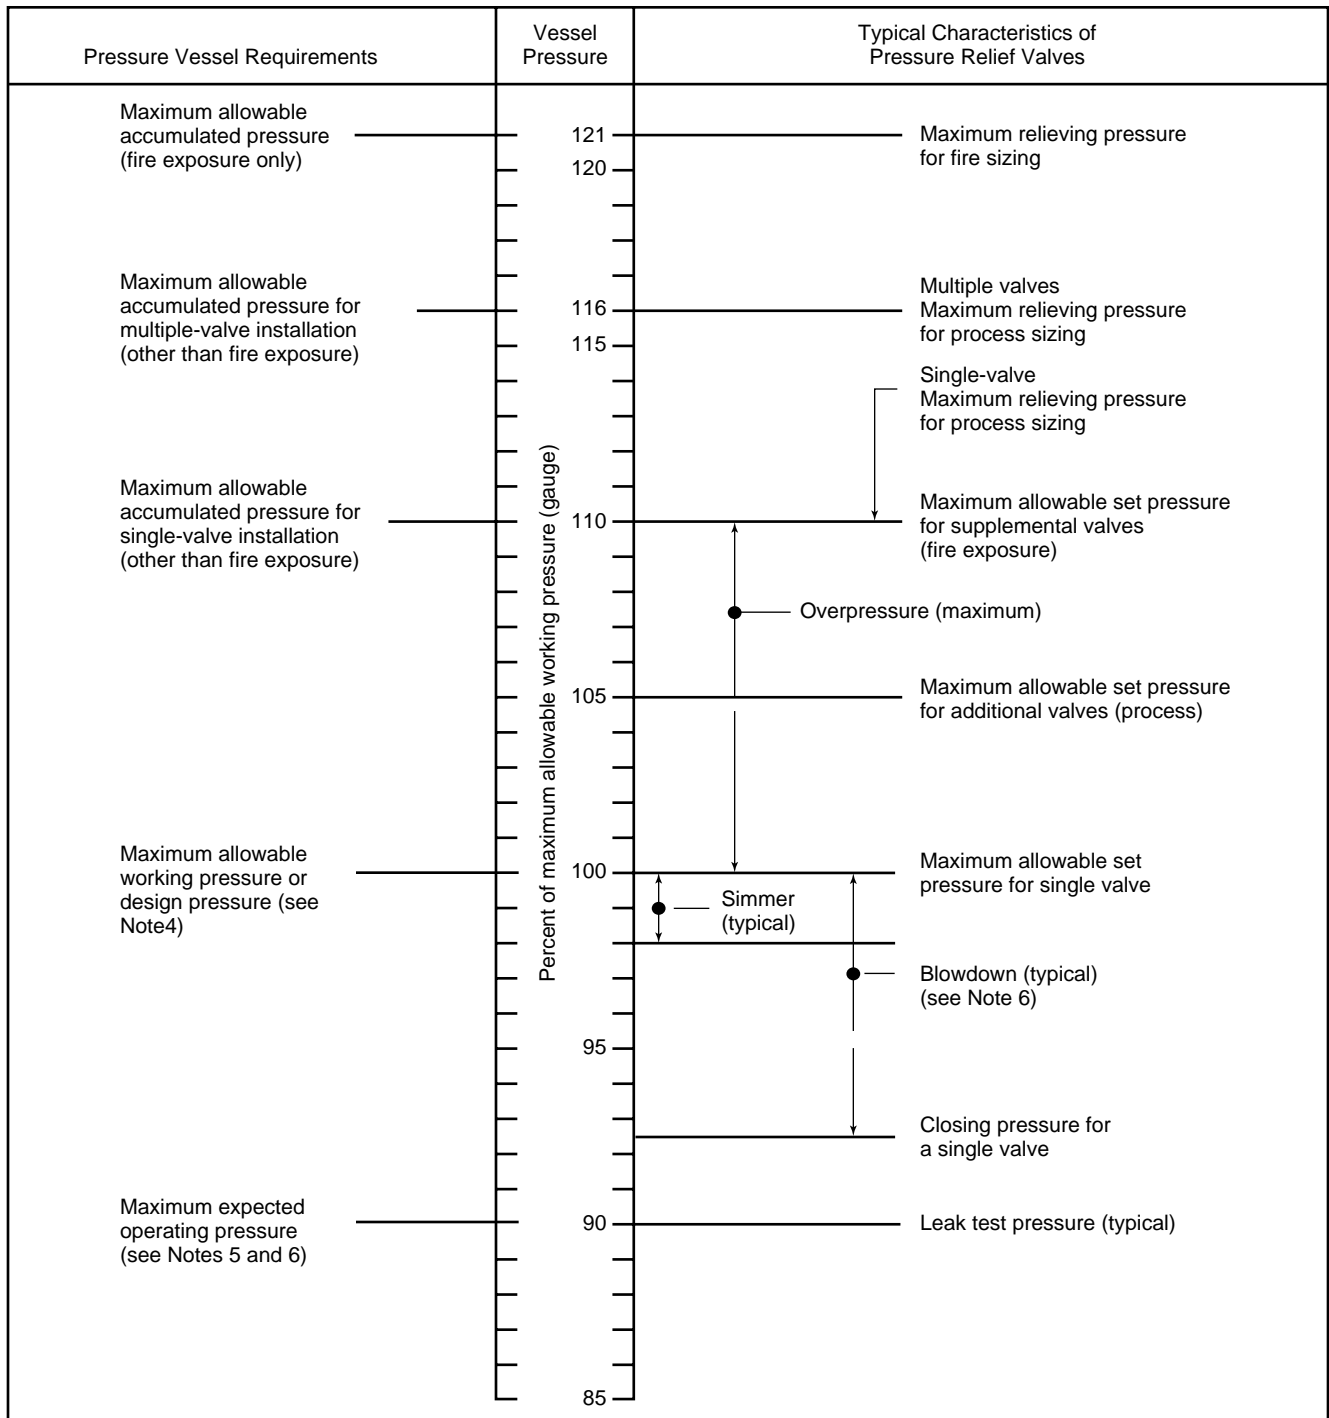 Pressure Vessel Requirements
Vessel
Pressure
Typical Characteristics of
Pressure Relief Valves
Maximum allowable
accumulated pressure
(fire exposure only)
121
120
Maximum relieving pressure
for fire sizing
Maximum allowable
accumulated pressure for
multiple-valve installation
(other than fire exposure)
116
115
Multiple valves
Maximum relieving pressure
for process sizing
Single-valve
Maximum relieving pressure
for process sizing
Percent of maximum allowable working pressure (gauge)
Maximum allowable
accumulated pressure for
single-valve installation
(other than fire exposure)
110
Maximum allowable set pressure
for supplemental valves
(fire exposure)
Overpressure (maximum)
105
Maximum allowable set pressure
for additional valves (process)
Maximum allowable
working pressure or
design pressure (see
Note4)
100
Maximum allowable set
pressure for single valve
Simmer
(typical)
Blowdown (typical)
(see Note 6)
95
Closing pressure for
a single valve
Maximum expected
operating pressure
(see Notes 5 and 6)
90
Leak test pressure (typical)
85